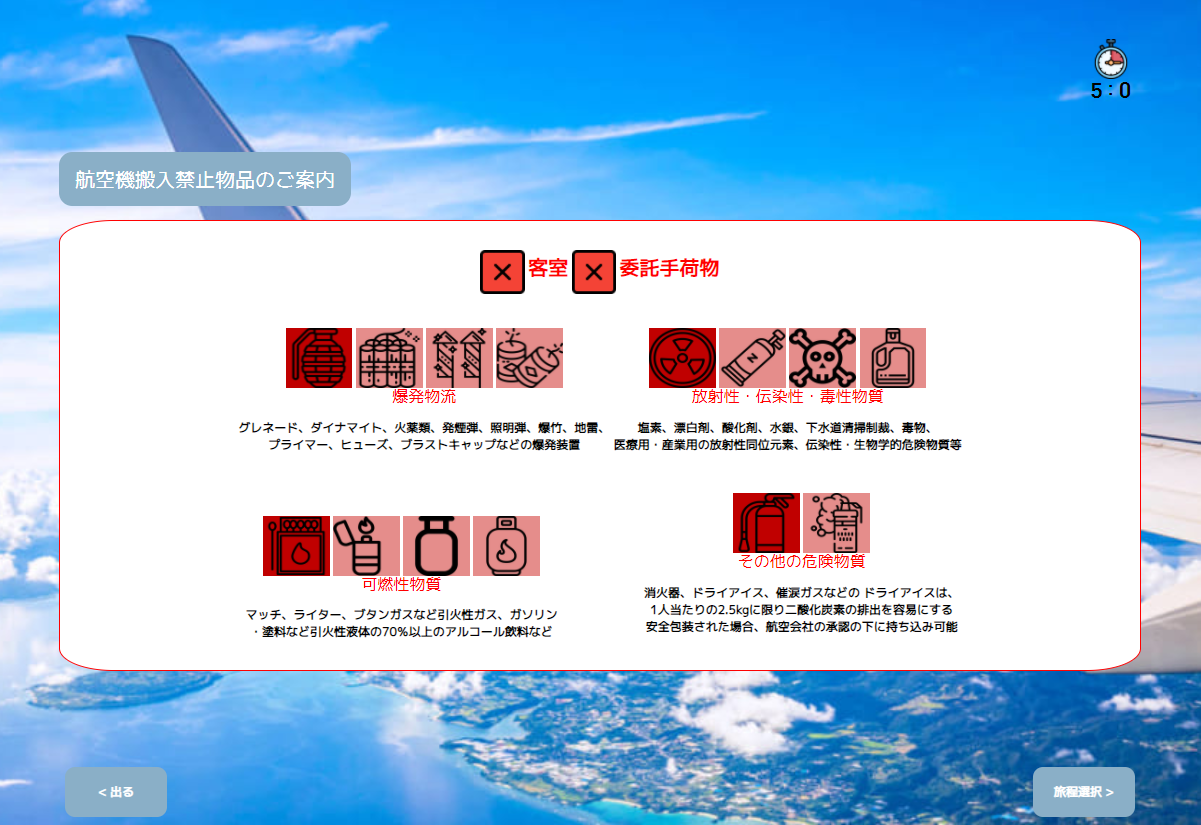 5 : 0
航空機搬入禁止物品のご案内
客室 委託手荷物
爆発物流
グレネード、ダイナマイト、火薬類、発煙弾、照明弾、爆竹、地雷、
プライマー、ヒューズ、ブラストキャップなどの爆発装置
放射性・伝染性・毒性物質
塩素、漂白剤、酸化剤、水銀、下水道清掃制裁、毒物、
医療用・産業用の放射性同位元素、伝染性・生物学的危険物質等
可燃性物質
マッチ、ライター、ブタンガスなど引火性ガス、ガソリン
・塗料など引火性液体の70%以上のアルコール飲料など
その他の危険物質
消火器、ドライアイス、催涙ガスなどの ドライアイスは、
1人当たりの2.5kgに限り二酸化炭素の排出を容易にする
安全包装された場合、航空会社の承認の下に持ち込み可能
< 出る
旅程選択 >